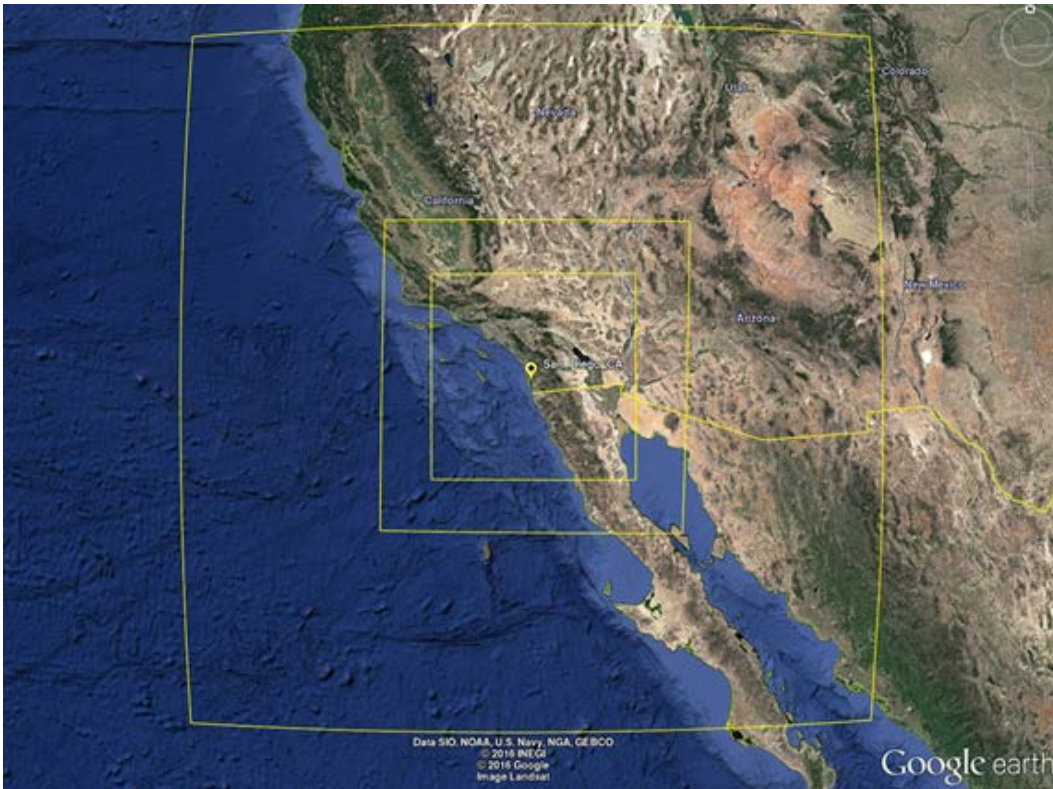 Colorado
Utah
Nevada
California
New Mexico
Arizona
San Diego, CA
Data SIO, NOAA, U.S. Navy, NGA, GEBCO
© 2016 INEGI
© 2016 Google
Image Landsat
Google earth